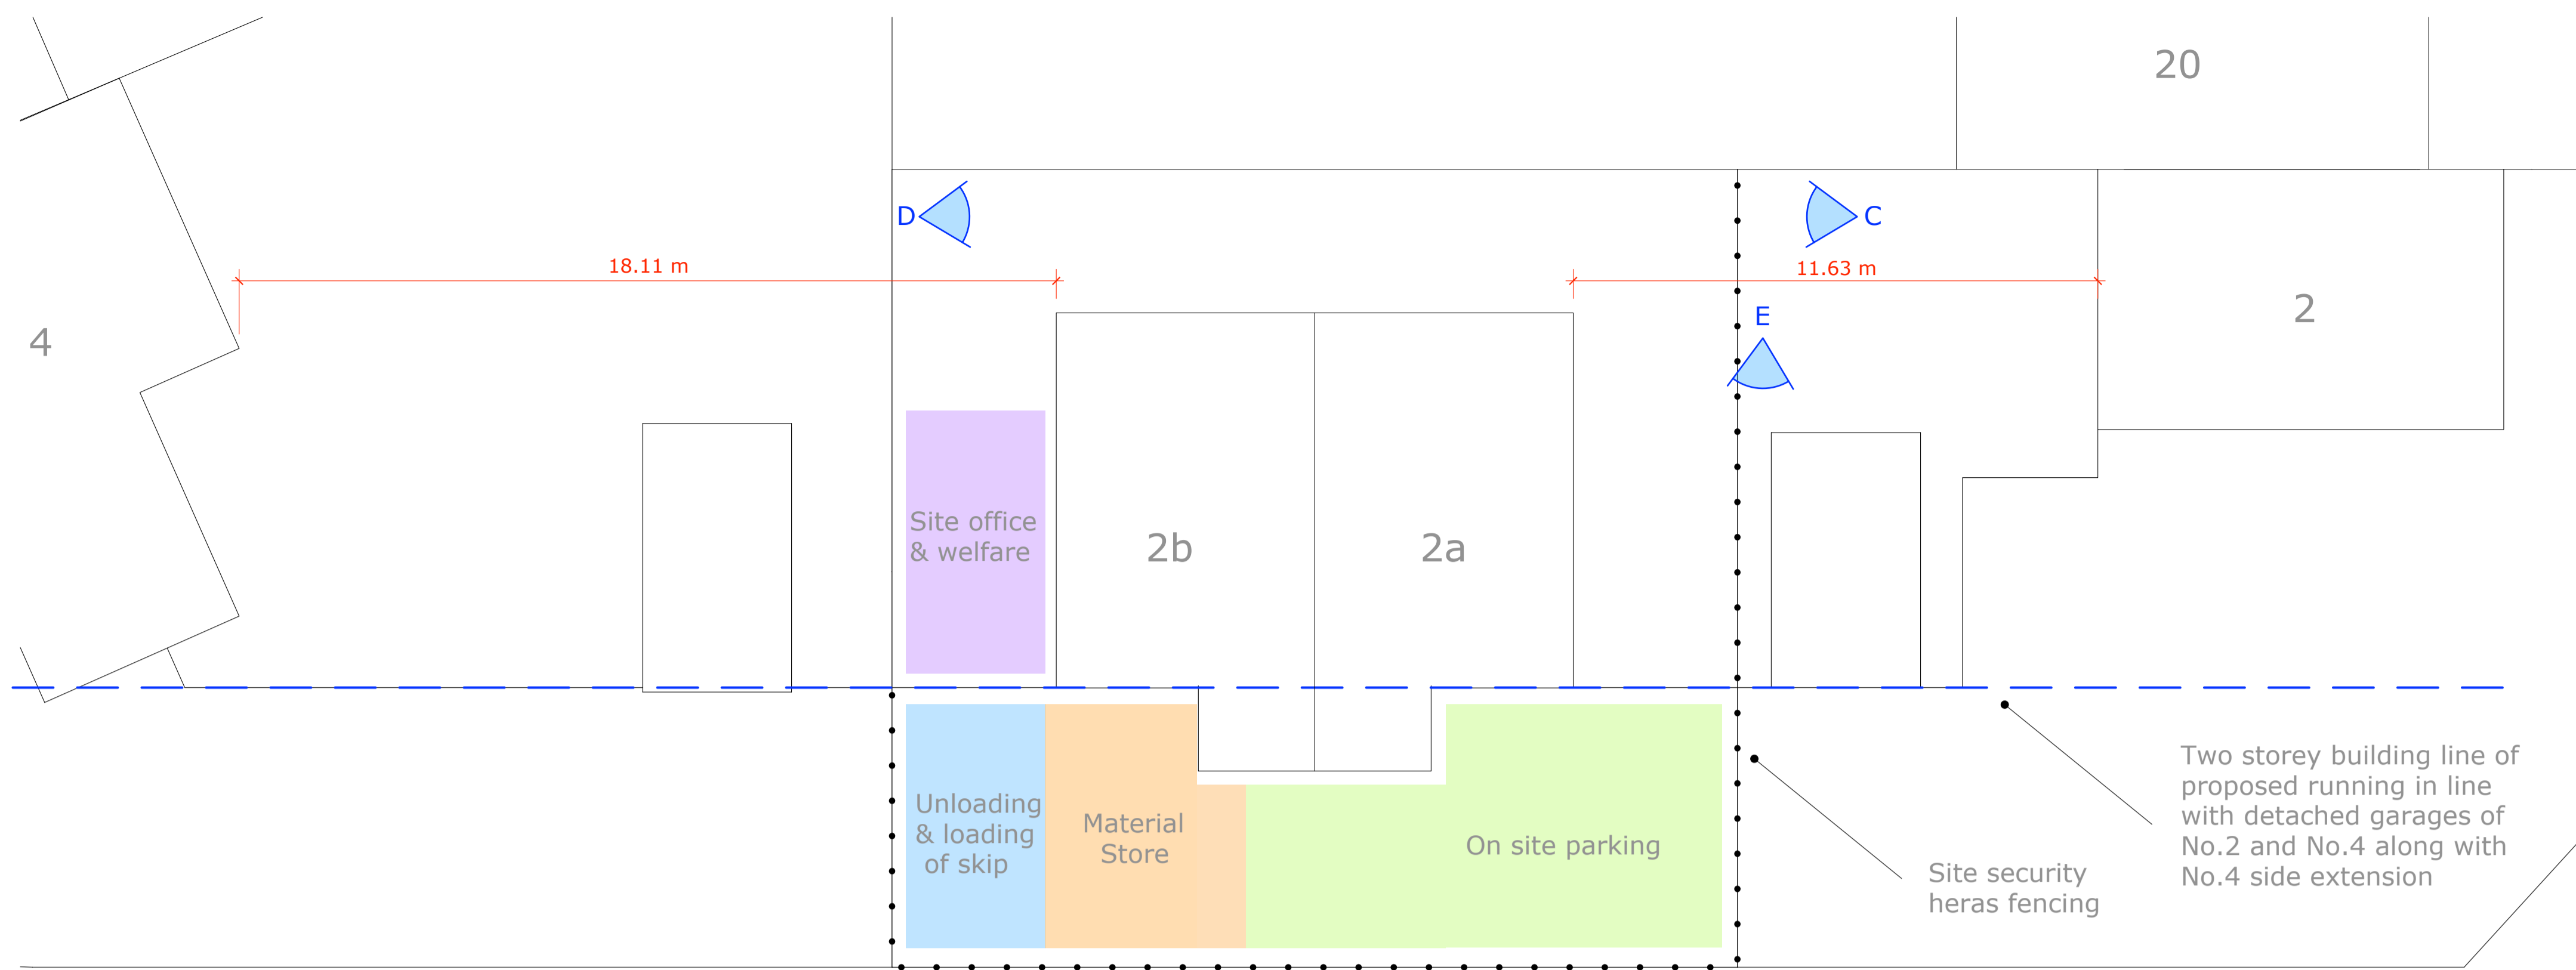 20
D
C
18.11 m
11.63 m
E
2
4
Site office
& welfare
2b
2a
Unloading
& loading
of skip
Material
Store
On site parking
Site security
heras fencing
Two storey building line of
proposed running in line
with detached garages of
No.2 and No.4 along with
No.4 side extension